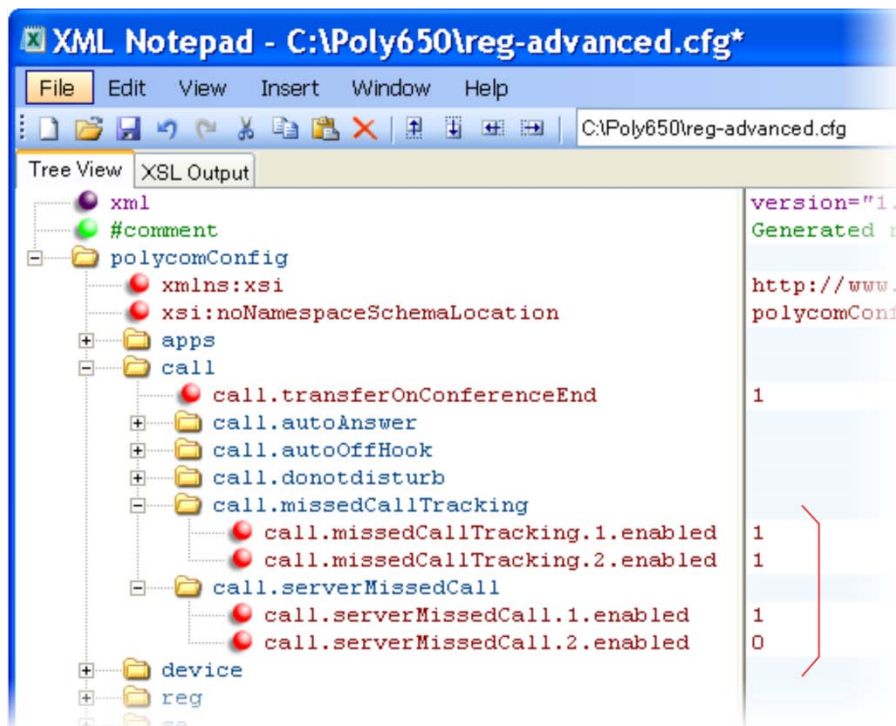 XML Notepad - C:\Poly650\reg-advanced.cfg*
File Edit View Insert Window Help
C:\Poly650\reg-advanced.cfg
Tree View XSL Output
xml version="1.
#comment Generated
polycomConfig
xmlns:xsi http://www.
xsi:noNamespaceSchemaLocation polycomConf
apps
call
call.transferOnConferenceEnd 1
call.autoAnswer
call.autoOffHook
call.donotdisturb
call.missedCallTracking
call.missedCallTracking.1.enabled 1
call.missedCallTracking.2.enabled 1
call.serverMissedCall
call.serverMissedCall.1.enabled 1
call.serverMissedCall.2.enabled 0
device
reg